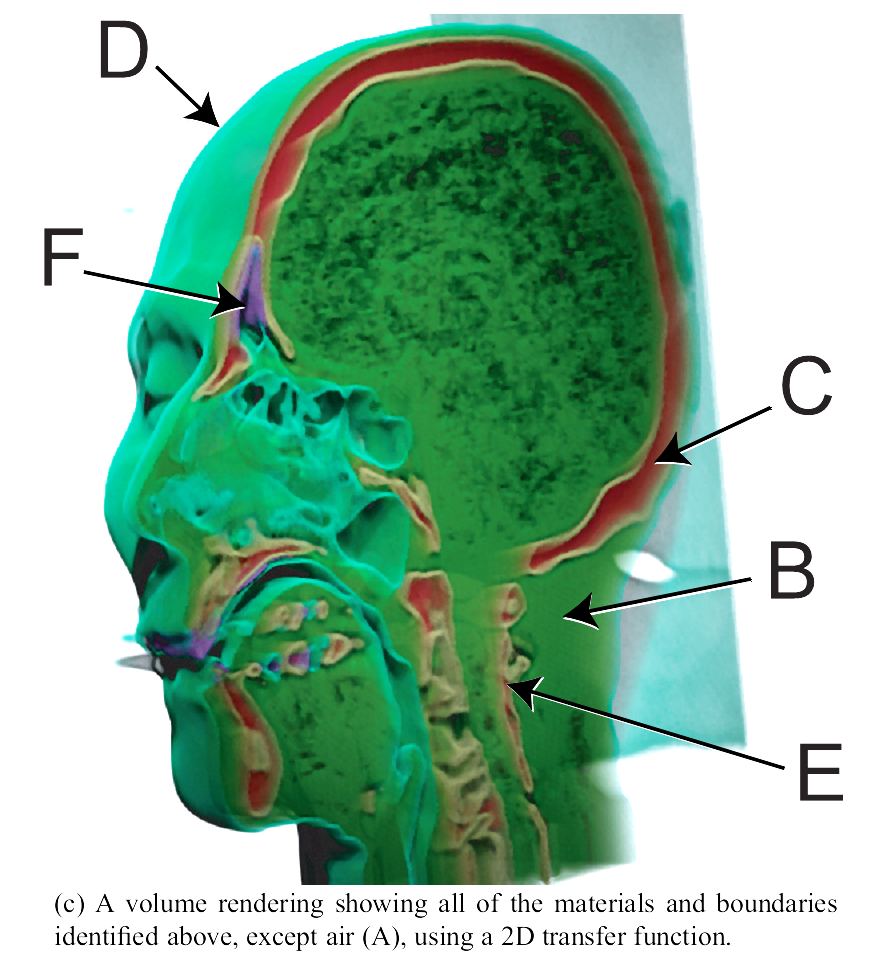 D
F
C
B
E
(c) A volume rendering showing all of the materials and boundaries
identified above, except air (A), using a 2D transfer function.